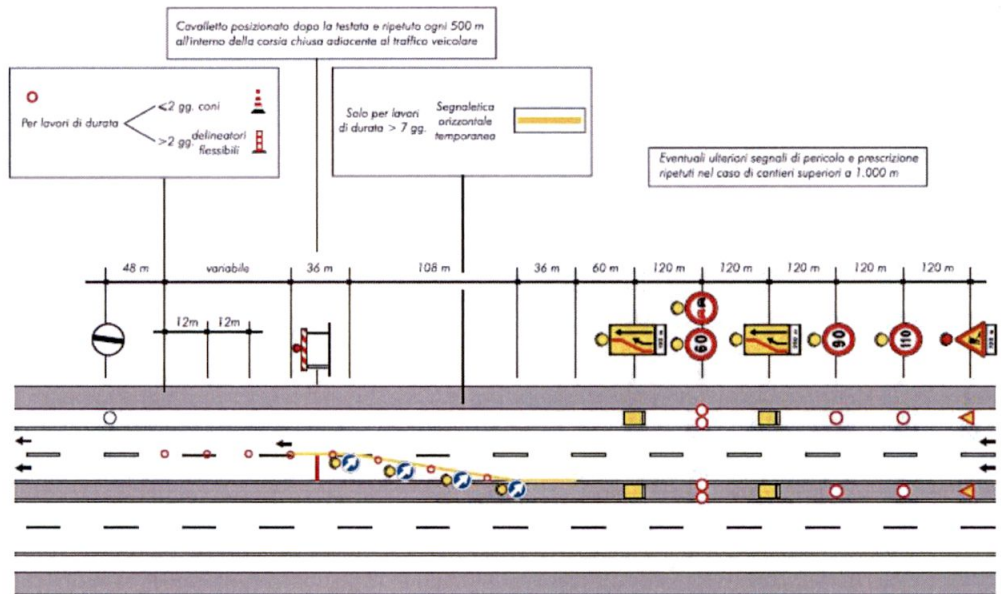 Cavalletto posizionato dopo la testata e ripetuto ogni 500 m
all'interno della corsia chiusa adiacente al traffico veicolare
Per lavori di durata
<2 gg. coni
>2 gg. delineatori
flessibili
Solo per lavori
di durata > 7 gg.
Segnaletica
orizzontale
temporanea
Eventuali ulteriori segnali di pericolo e prescrizione
ripetuti nel caso di cantieri superiori a 1.000 m
48 m
variabile
36 m
108 m
36 m
60 m
120 m
120 m
120 m
120 m
120 m
12m
12m
60
90
110